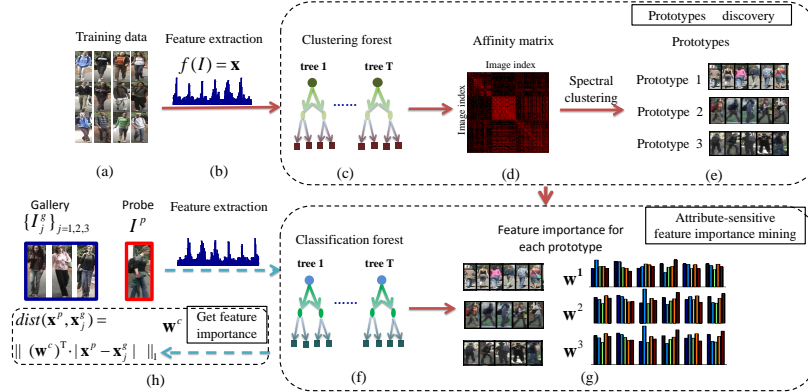 Prototypes discovery
Training data
Feature extraction
f(I) = x
Clustering forest
tree 1
tree T
......
Affinity matrix
Image index
Image index
Spectral
clustering
Prototypes
Prototype 1
Prototype 2
Prototype 3
(a)
(b)
(c)
(d)
(e)
Gallery
{I_j^g}_{j=1,2,3}
Probe
I^p
Feature extraction
Classification forest
tree 1
tree T
......
Feature importance for
each prototype
Attribute-sensitive
feature importance mining
w^1
w^2
w^3
dist(x^p, x_j^g) =
|| (w^c)^T · | x^p − x_j^g | ||_1
w^c
Get feature
importance
(h)
(f)
(g)